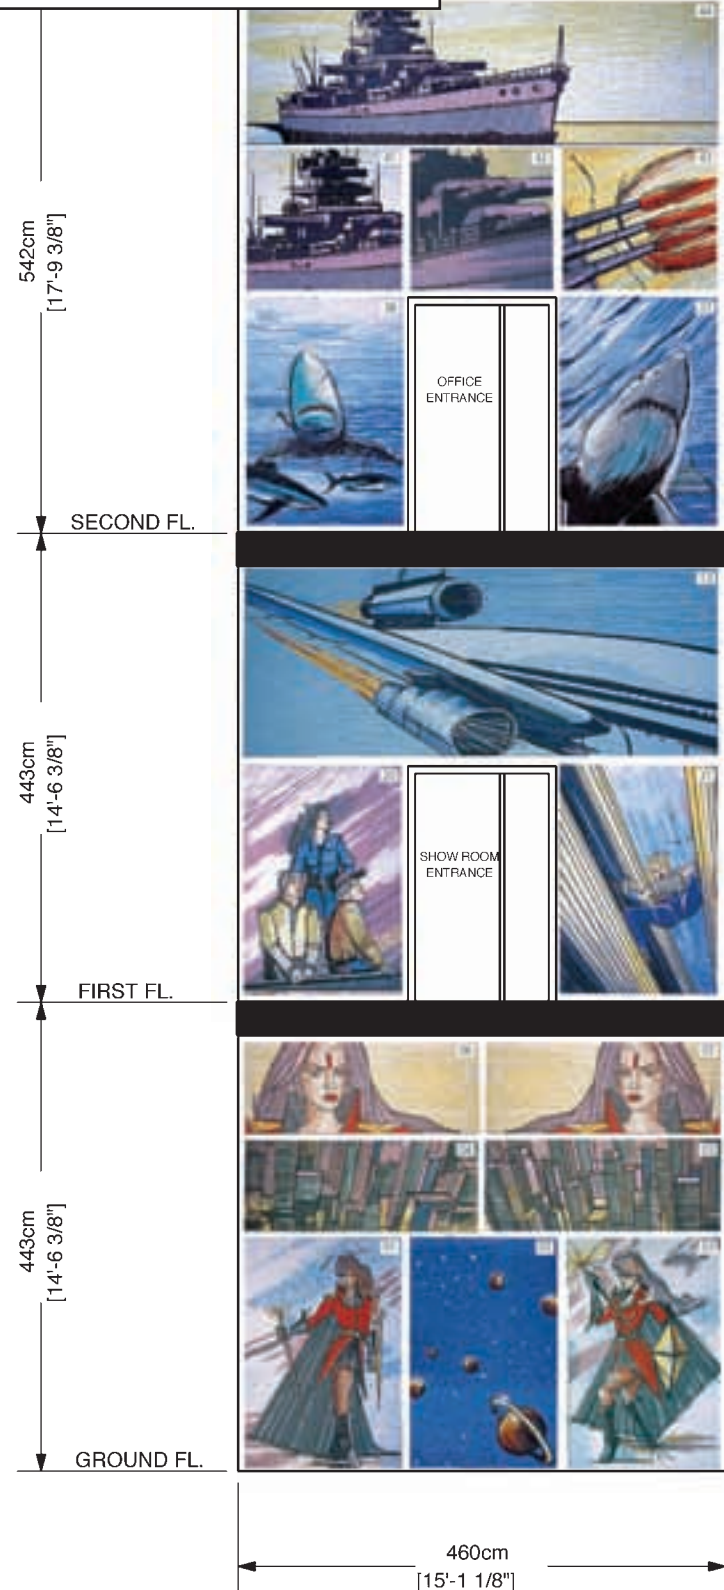 542cm
[17'-9 3/8"]
OFFICE
ENTRANCE
SECOND FL.
443cm
[14'-6 3/8"]
SHOW ROOM
ENTRANCE
FIRST FL.
443cm
[14'-6 3/8"]
GROUND FL.
460cm
[15'-1 1/8"]